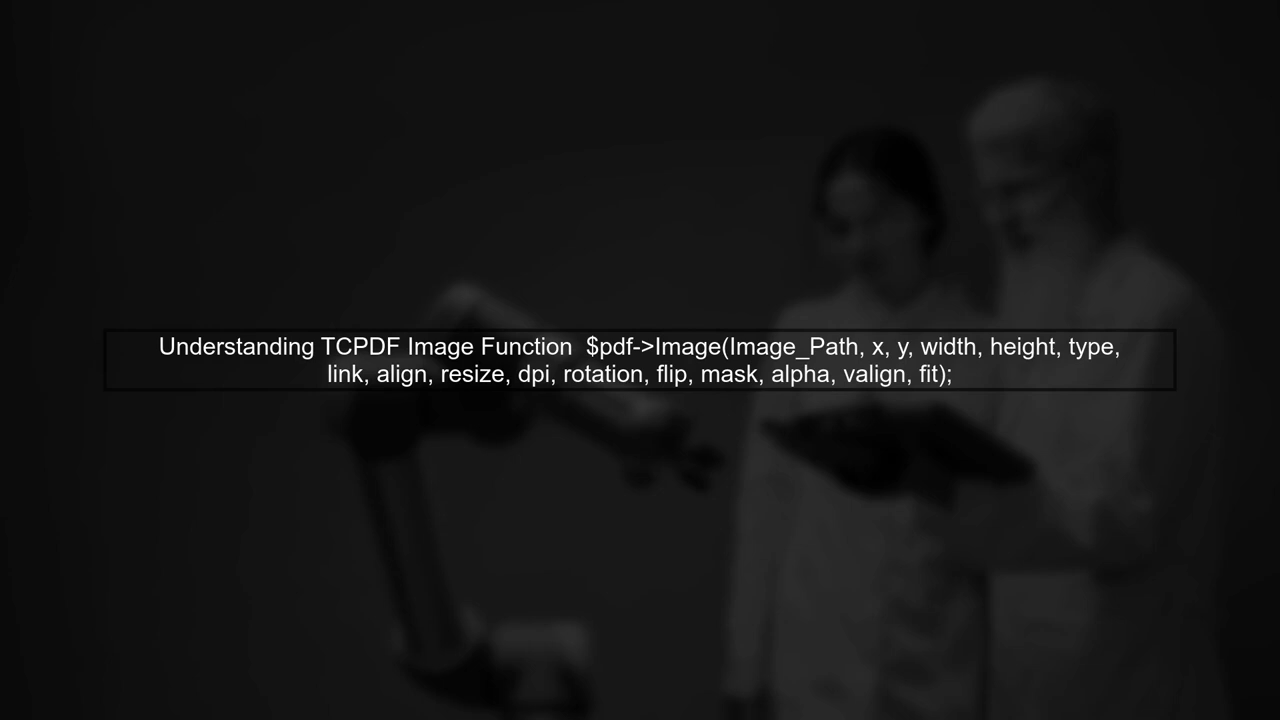 Understanding TCPDF Image Function  $pdf->Image(Image_Path, x, y, width, height, type,
link, align, resize, dpi, rotation, flip, mask, alpha, valign, fit);